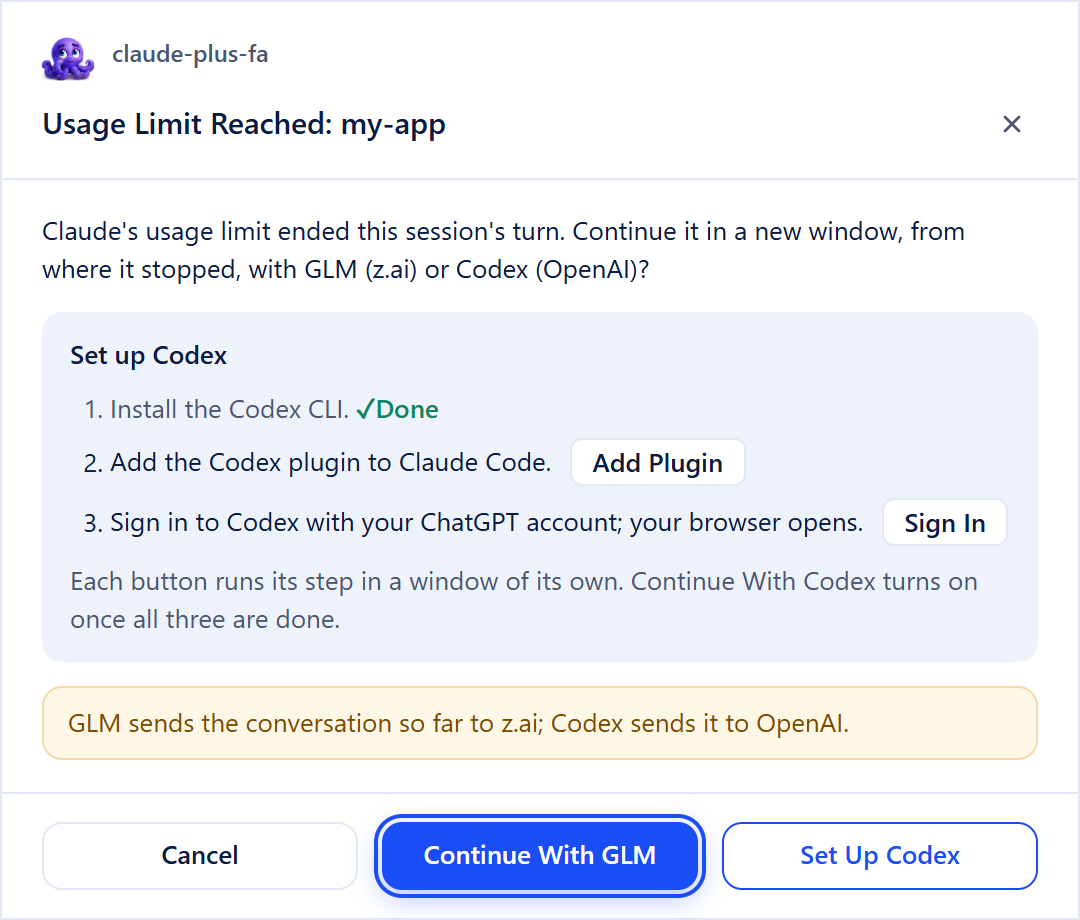 claude-plus-fa
Usage Limit Reached: my-app
Claude's usage limit ended this session's turn. Continue it in a new window, from
where it stopped, with GLM (z.ai) or Codex (OpenAI)?
Set up Codex
1. Install the Codex CLI. ✓Done
2. Add the Codex plugin to Claude Code. Add Plugin
3. Sign in to Codex with your ChatGPT account; your browser opens. Sign In
Each button runs its step in a window of its own. Continue With Codex turns on
once all three are done.
GLM sends the conversation so far to z.ai; Codex sends it to OpenAI.
Cancel
Continue With GLM
Set Up Codex